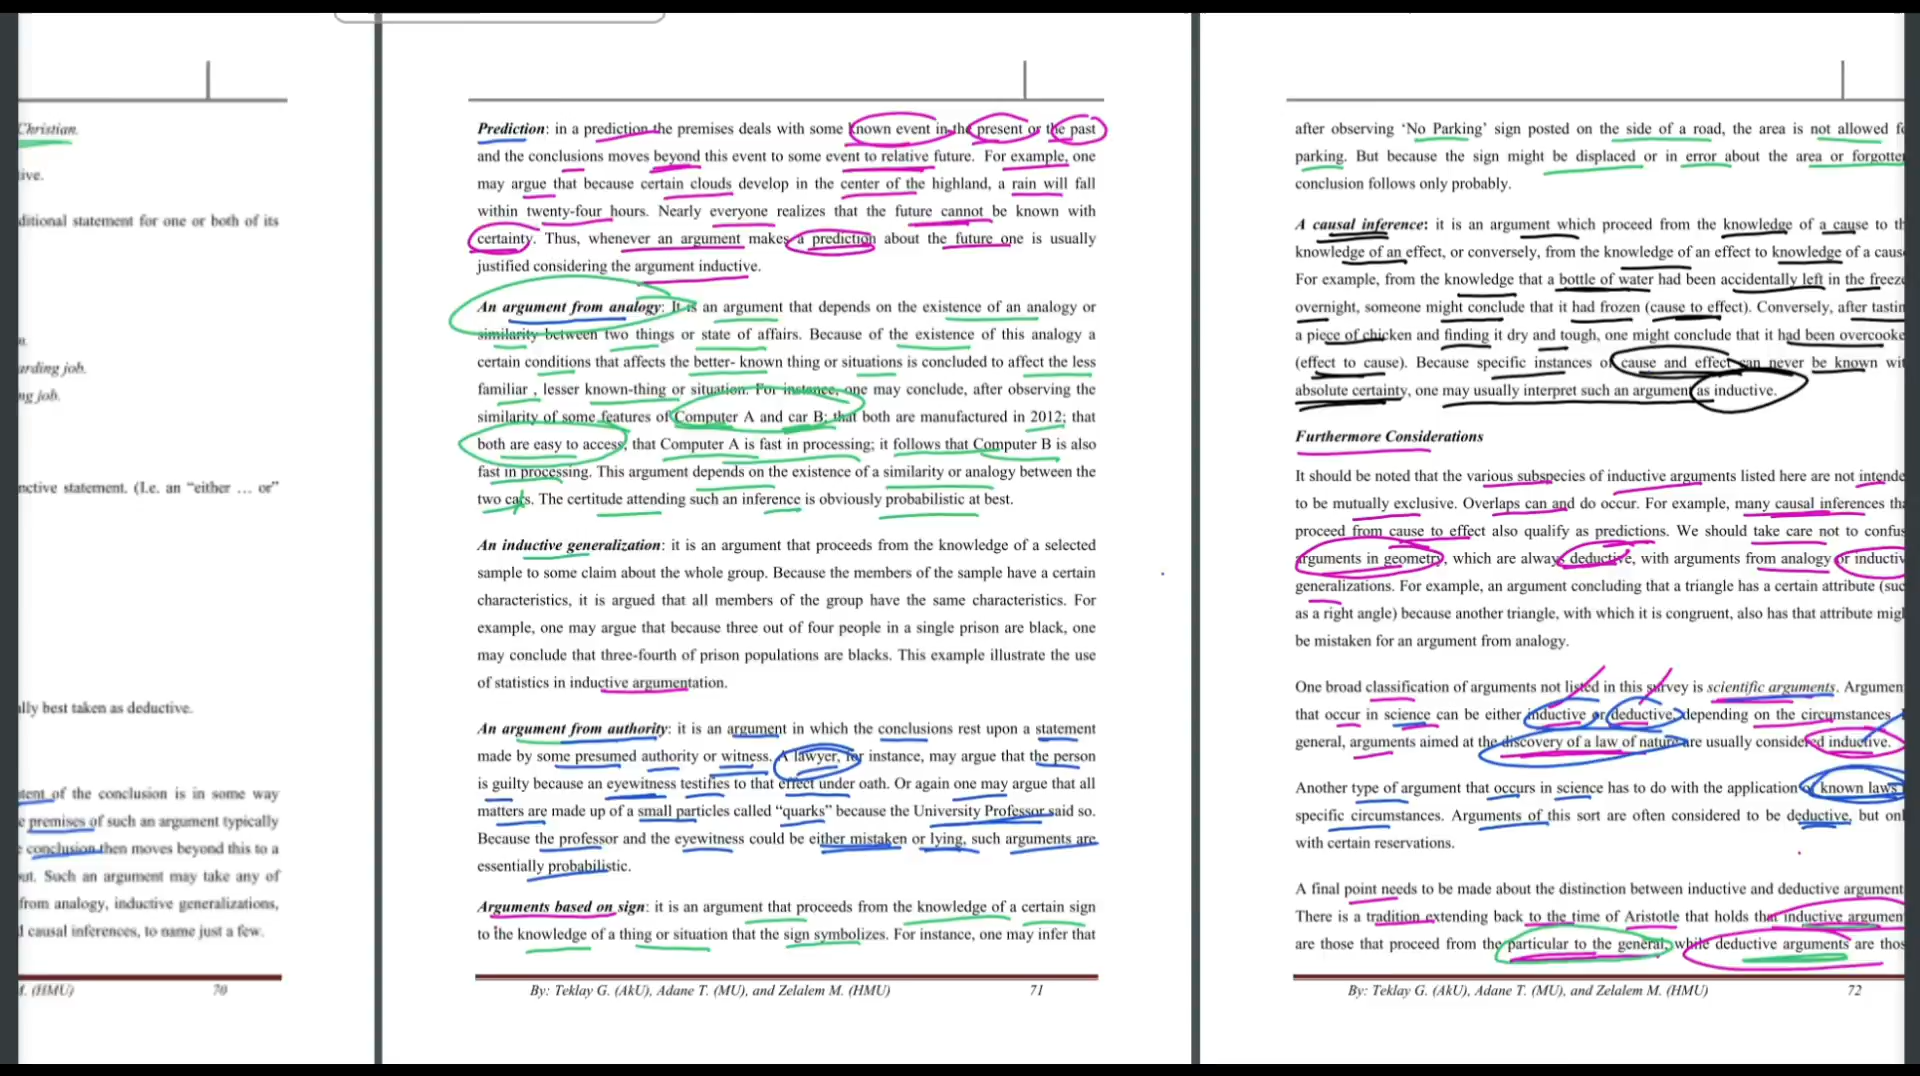 Christian.
ive.
ditional statement for one or both of its
arding job.
ng job.
nctive statement. (I.e. an “either … or”
lly best taken as deductive.
tent of the conclusion is in some way
e premises of such an argument typically
e conclusion then moves beyond this to a
ut. Such an argument may take any of
from analogy, inductive generalizations,
d causal inferences, to name just a few.
(HMU) 70
Prediction: in a prediction the premises deals with some known event in the present or the past
and the conclusions moves beyond this event to some event to relative future. For example, one
may argue that because certain clouds develop in the center of the highland, a rain will fall
within twenty-four hours. Nearly everyone realizes that the future cannot be known with
certainty. Thus, whenever an argument makes a prediction about the future one is usually
justified considering the argument inductive.
An argument from analogy: It is an argument that depends on the existence of an analogy or
similarity between two things or state of affairs. Because of the existence of this analogy a
certain conditions that affects the better- known thing or situations is concluded to affect the less
familiar , lesser known-thing or situation. For instance, one may conclude, after observing the
similarity of some features of Computer A and car B: that both are manufactured in 2012; that
both are easy to access; that Computer A is fast in processing; it follows that Computer B is also
fast in processing. This argument depends on the existence of a similarity or analogy between the
two cars. The certitude attending such an inference is obviously probabilistic at best.
An inductive generalization: it is an argument that proceeds from the knowledge of a selected
sample to some claim about the whole group. Because the members of the sample have a certain
characteristics, it is argued that all members of the group have the same characteristics. For
example, one may argue that because three out of four people in a single prison are black, one
may conclude that three-fourth of prison populations are blacks. This example illustrate the use
of statistics in inductive argumentation.
An argument from authority: it is an argument in which the conclusions rest upon a statement
made by some presumed authority or witness. A lawyer, for instance, may argue that the person
is guilty because an eyewitness testifies to that effect under oath. Or again one may argue that all
matters are made up of a small particles called “quarks” because the University Professor said so.
Because the professor and the eyewitness could be either mistaken or lying, such arguments are
essentially probabilistic.
Arguments based on sign: it is an argument that proceeds from the knowledge of a certain sign
to the knowledge of a thing or situation that the sign symbolizes. For instance, one may infer that
By: Teklay G. (AkU), Adane T. (MU), and Zelalem M. (HMU) 71
after observing ‘No Parking’ sign posted on the side of a road, the area is not allowed fo
parking. But because the sign might be displaced or in error about the area or forgotten
conclusion follows only probably.
A causal inference: it is an argument which proceed from the knowledge of a cause to th
knowledge of an effect, or conversely, from the knowledge of an effect to knowledge of a caus
For example, from the knowledge that a bottle of water had been accidentally left in the freeze
overnight, someone might conclude that it had frozen (cause to effect). Conversely, after tastin
a piece of chicken and finding it dry and tough, one might conclude that it had been overcooke
(effect to cause). Because specific instances of cause and effect can never be known wit
absolute certainty, one may usually interpret such an argument as inductive.
Furthermore Considerations
It should be noted that the various subspecies of inductive arguments listed here are not intende
to be mutually exclusive. Overlaps can and do occur. For example, many causal inferences tha
proceed from cause to effect also qualify as predictions. We should take care not to confus
arguments in geometry, which are always deductive, with arguments from analogy or inductiv
generalizations. For example, an argument concluding that a triangle has a certain attribute (suc
as a right angle) because another triangle, with which it is congruent, also has that attribute migh
be mistaken for an argument from analogy.
One broad classification of arguments not listed in this survey is scientific arguments. Argumen
that occur in science can be either inductive or deductive, depending on the circumstances.
general, arguments aimed at the discovery of a law of nature are usually considered inductive.
Another type of argument that occurs in science has to do with the application of known laws
specific circumstances. Arguments of this sort are often considered to be deductive, but onl
with certain reservations.
A final point needs to be made about the distinction between inductive and deductive argument
There is a tradition extending back to the time of Aristotle that holds that inductive argumen
are those that proceed from the particular to the general, while deductive arguments are thos
By: Teklay G. (AkU), Adane T. (MU), and Zelalem M. (HMU) 72